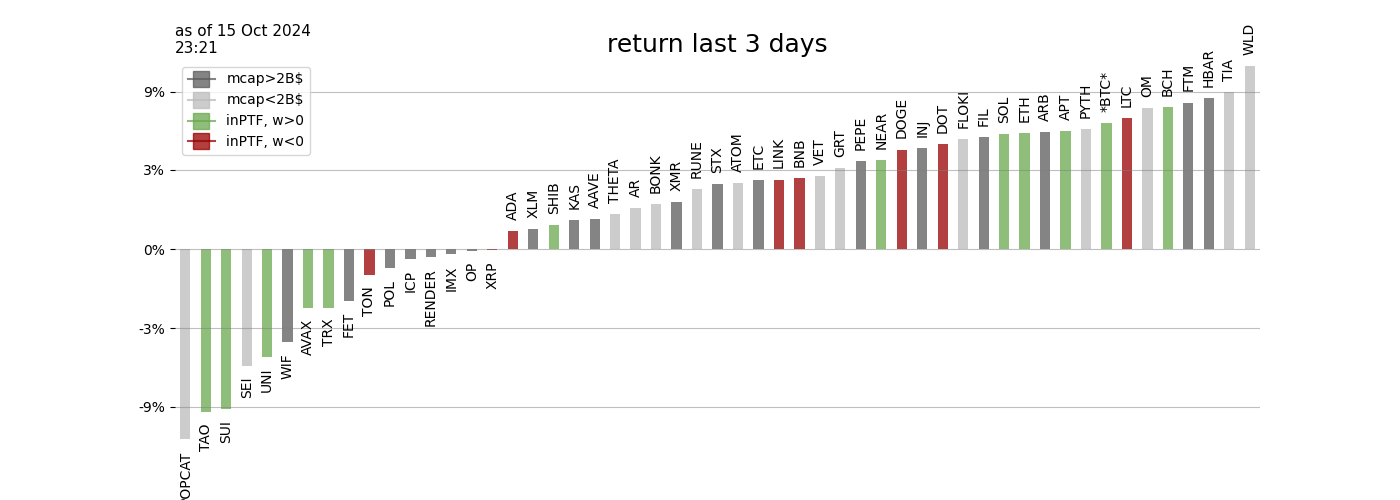 as of 15 Oct 2024
23:21
return last 3 days
mcap>2B$
mcap<2B$
inPTF, w>0
inPTF, w<0
9%
3%
0%
-3%
-9%
OPCAT
TAO
SUI
SEI
UNI
WIF
AVAX
TRX
FET
TON
POL
ICP
RENDER
IMX
OP
XRP
ADA
XLM
SHIB
KAS
AAVE
THETA
AR
BONK
XMR
RUNE
STX
ATOM
ETC
LINK
BNB
VET
GRT
PEPE
NEAR
DOGE
INJ
DOT
FLOKI
FIL
SOL
ETH
ARB
APT
PYTH
*BTC*
LTC
OM
BCH
FTM
HBAR
TIA
WLD